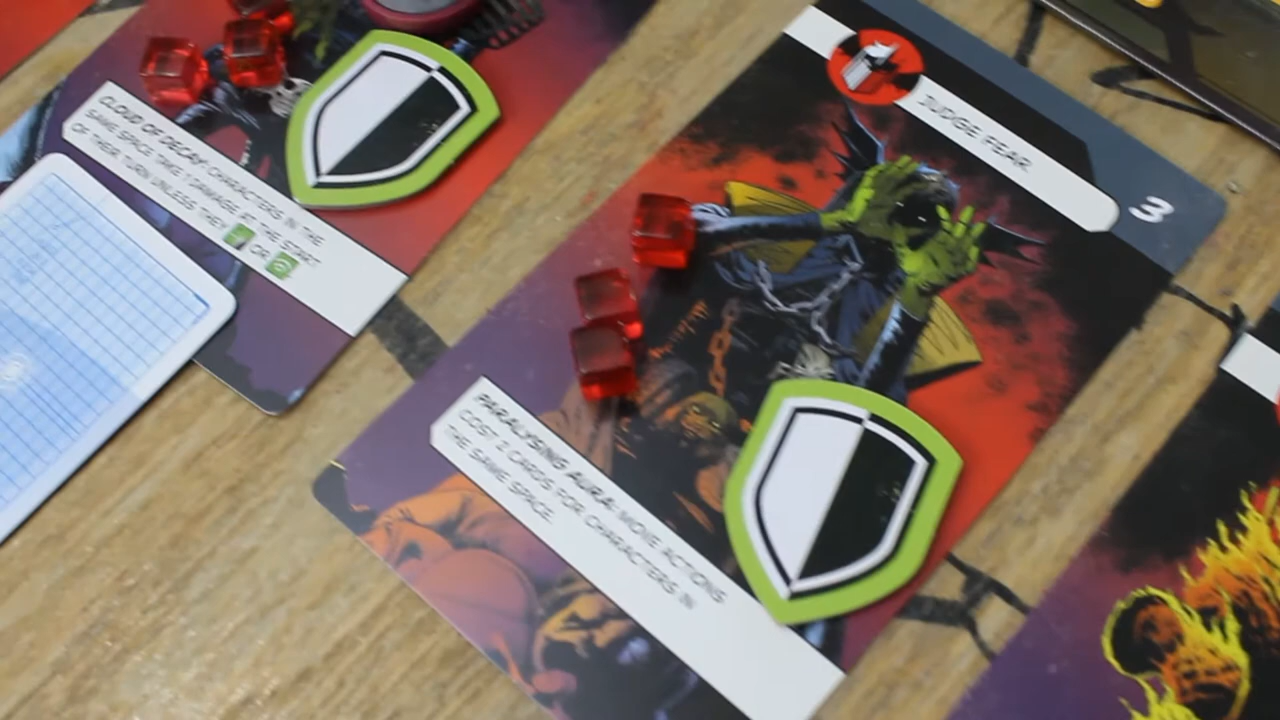 CLOUD OF DECAY: CHARACTERS IN THE
SAME SPACE TAKE 1 DAMAGE AT THE START
OF THEIR TURN UNLESS THEY OR
JUDGE FEAR
3
PARALYSING AURA: MOVE ACTIONS
COST 2 CARDS FOR CHARACTERS IN
THE SAME SPACE.